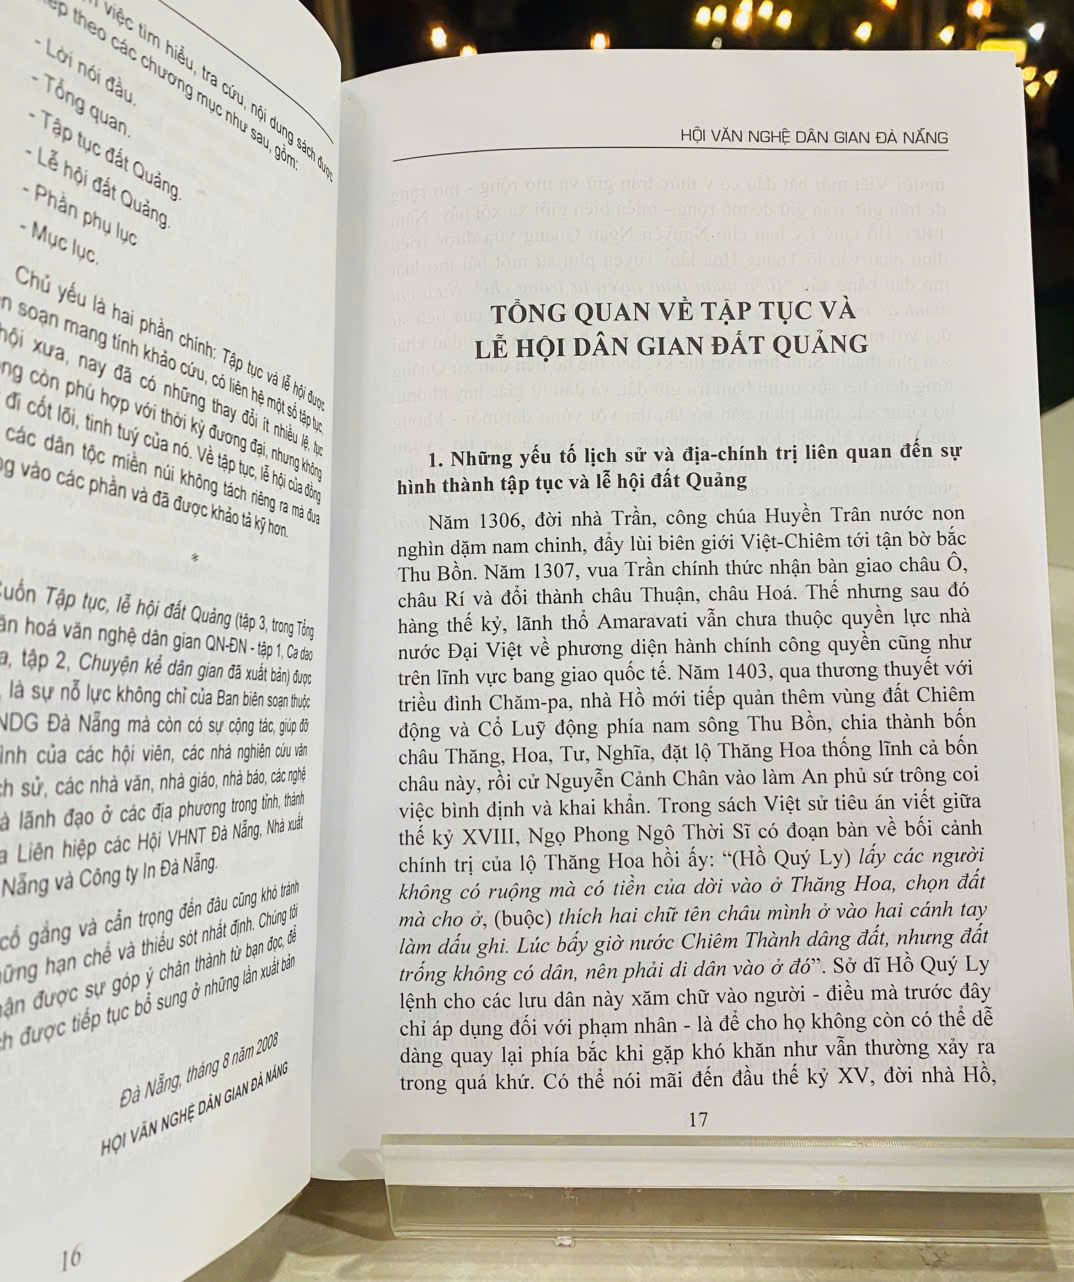 việc tìm hiểu, tra cứu, nội dung sách được
theo các chương mục như sau, gồm:
- Lời nói đầu.
- Tổng quan.
- Tập tục đất Quảng.
- Lễ hội đất Quảng.
- Phần phụ lục
- Mục lục.
Chủ yếu là hai phần chính: Tập tục và lễ hội được
soạn mang tính khảo cứu, có liên hệ một số tập tục,
hội xưa, nay đã có những thay đổi ít nhiều lệ, tục
còn phù hợp với thời kỳ đương đại, nhưng không
đi cốt lõi, tinh tuý của nó. Về tập tục, lễ hội của đồng
các dân tộc miền núi không tách riêng ra mà đưa
vào các phần và đã được khảo tả kỹ hơn.
*
Cuốn Tập tục, lễ hội đất Quảng (tập 3, trong Tổng
văn hoá văn nghệ dân gian QN-ĐN - tập 1, Ca dao
tập 2, Chuyện kể dân gian đã xuất bản) được
là sự nỗ lực không chỉ của Ban biên soạn thuộc
Đà Nẵng mà còn có sự cộng tác, giúp đỡ
của các hội viên, các nhà nghiên cứu văn
sử, các nhà văn, nhà giáo, nhà báo, các nghệ
lãnh đạo ở các địa phương trong tỉnh, thành
Liên hiệp các Hội VHNT Đà Nẵng, Nhà xuất
Nẵng và Công ty In Đà Nẵng.
cố gắng và cẩn trọng đến đâu cũng khó tránh
những hạn chế và thiếu sót nhất định. Chúng tôi
được sự góp ý chân thành từ bạn đọc, để
được tiếp tục bổ sung ở những lần xuất bản
Đà Nẵng, tháng 8 năm 2008
HỘI VĂN NGHỆ DÂN GIAN ĐÀ NẴNG
16
HỘI VĂN NGHỆ DÂN GIAN ĐÀ NẴNG
TỔNG QUAN VỀ TẬP TỤC VÀ
LỄ HỘI DÂN GIAN ĐẤT QUẢNG
1. Những yếu tố lịch sử và địa-chính trị liên quan đến sự
hình thành tập tục và lễ hội đất Quảng
Năm 1306, đời nhà Trần, công chúa Huyền Trân nước non
nghìn dặm nam chinh, đẩy lùi biên giới Việt-Chiêm tới tận bờ bắc
Thu Bồn. Năm 1307, vua Trần chính thức nhận bàn giao châu Ô,
châu Rí và đổi thành châu Thuận, châu Hoá. Thế nhưng sau đó
hàng thế kỷ, lãnh thổ Amaravati vẫn chưa thuộc quyền lực nhà
nước Đại Việt về phương diện hành chính công quyền cũng như
trên lĩnh vực bang giao quốc tế. Năm 1403, qua thương thuyết với
triều đình Chăm-pa, nhà Hồ mới tiếp quản thêm vùng đất Chiêm
động và Cổ Luỹ động phía nam sông Thu Bồn, chia thành bốn
châu Thăng, Hoa, Tư, Nghĩa, đặt lộ Thăng Hoa thống lĩnh cả bốn
châu này, rồi cử Nguyễn Cảnh Chân vào làm An phủ sứ trông coi
việc bình định và khai khẩn. Trong sách Việt sử tiêu án viết giữa
thế kỷ XVIII, Ngọ Phong Ngô Thời Sĩ có đoạn bàn về bối cảnh
chính trị của lộ Thăng Hoa hồi ấy: “(Hồ Quý Ly) lấy các người
không có ruộng mà có tiền của dời vào ở Thăng Hoa, chọn đất
mà cho ở, (buộc) thích hai chữ tên châu mình ở vào hai cánh tay
làm dấu ghi. Lúc bấy giờ nước Chiêm Thành dâng đất, nhưng đất
trống không có dân, nên phải di dân vào ở đó”. Sở dĩ Hồ Quý Ly
lệnh cho các lưu dân này xăm chữ vào người - điều mà trước đây
chỉ áp dụng đối với phạm nhân - là để cho họ không còn có thể dễ
dàng quay lại phía bắc khi gặp khó khăn như vẫn thường xảy ra
trong quá khứ. Có thể nói mãi đến đầu thế kỷ XV, đời nhà Hồ,
17